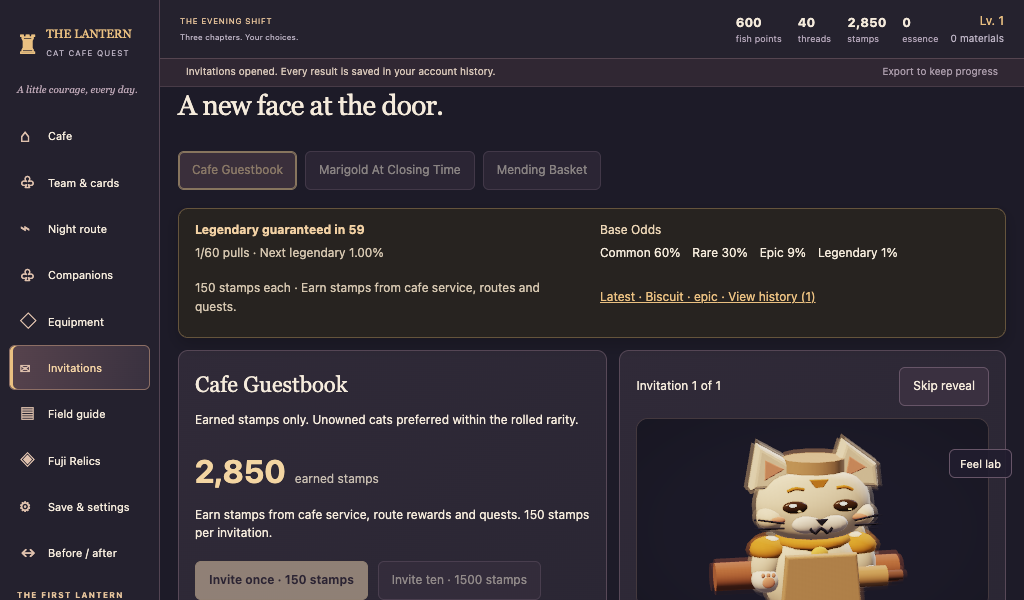 THE LANTERN
CAT CAFE QUEST
A little courage, every day.
Cafe
Team & cards
Night route
Companions
Equipment
Invitations
Field guide
Fuji Relics
Save & settings
Before / after
THE FIRST LANTERN
THE EVENING SHIFT
Three chapters. Your choices.
600
fish points
40
threads
2,850
stamps
0
essence
Lv. 1
0 materials
Invitations opened. Every result is saved in your account history.
Export to keep progress
A new face at the door.
Cafe Guestbook
Marigold At Closing Time
Mending Basket
Legendary guaranteed in 59
1/60 pulls · Next legendary 1.00%
150 stamps each · Earn stamps from cafe service, routes and
quests.
Base Odds
Common 60% Rare 30% Epic 9% Legendary 1%
Latest · Biscuit · epic · View history (1)
Cafe Guestbook
Earned stamps only. Unowned cats preferred within the rolled rarity.
2,850 earned stamps
Earn stamps from cafe service, route rewards and quests. 150 stamps
per invitation.
Invite once · 150 stamps
Invite ten · 1500 stamps
Invitation 1 of 1
Skip reveal
Feel lab